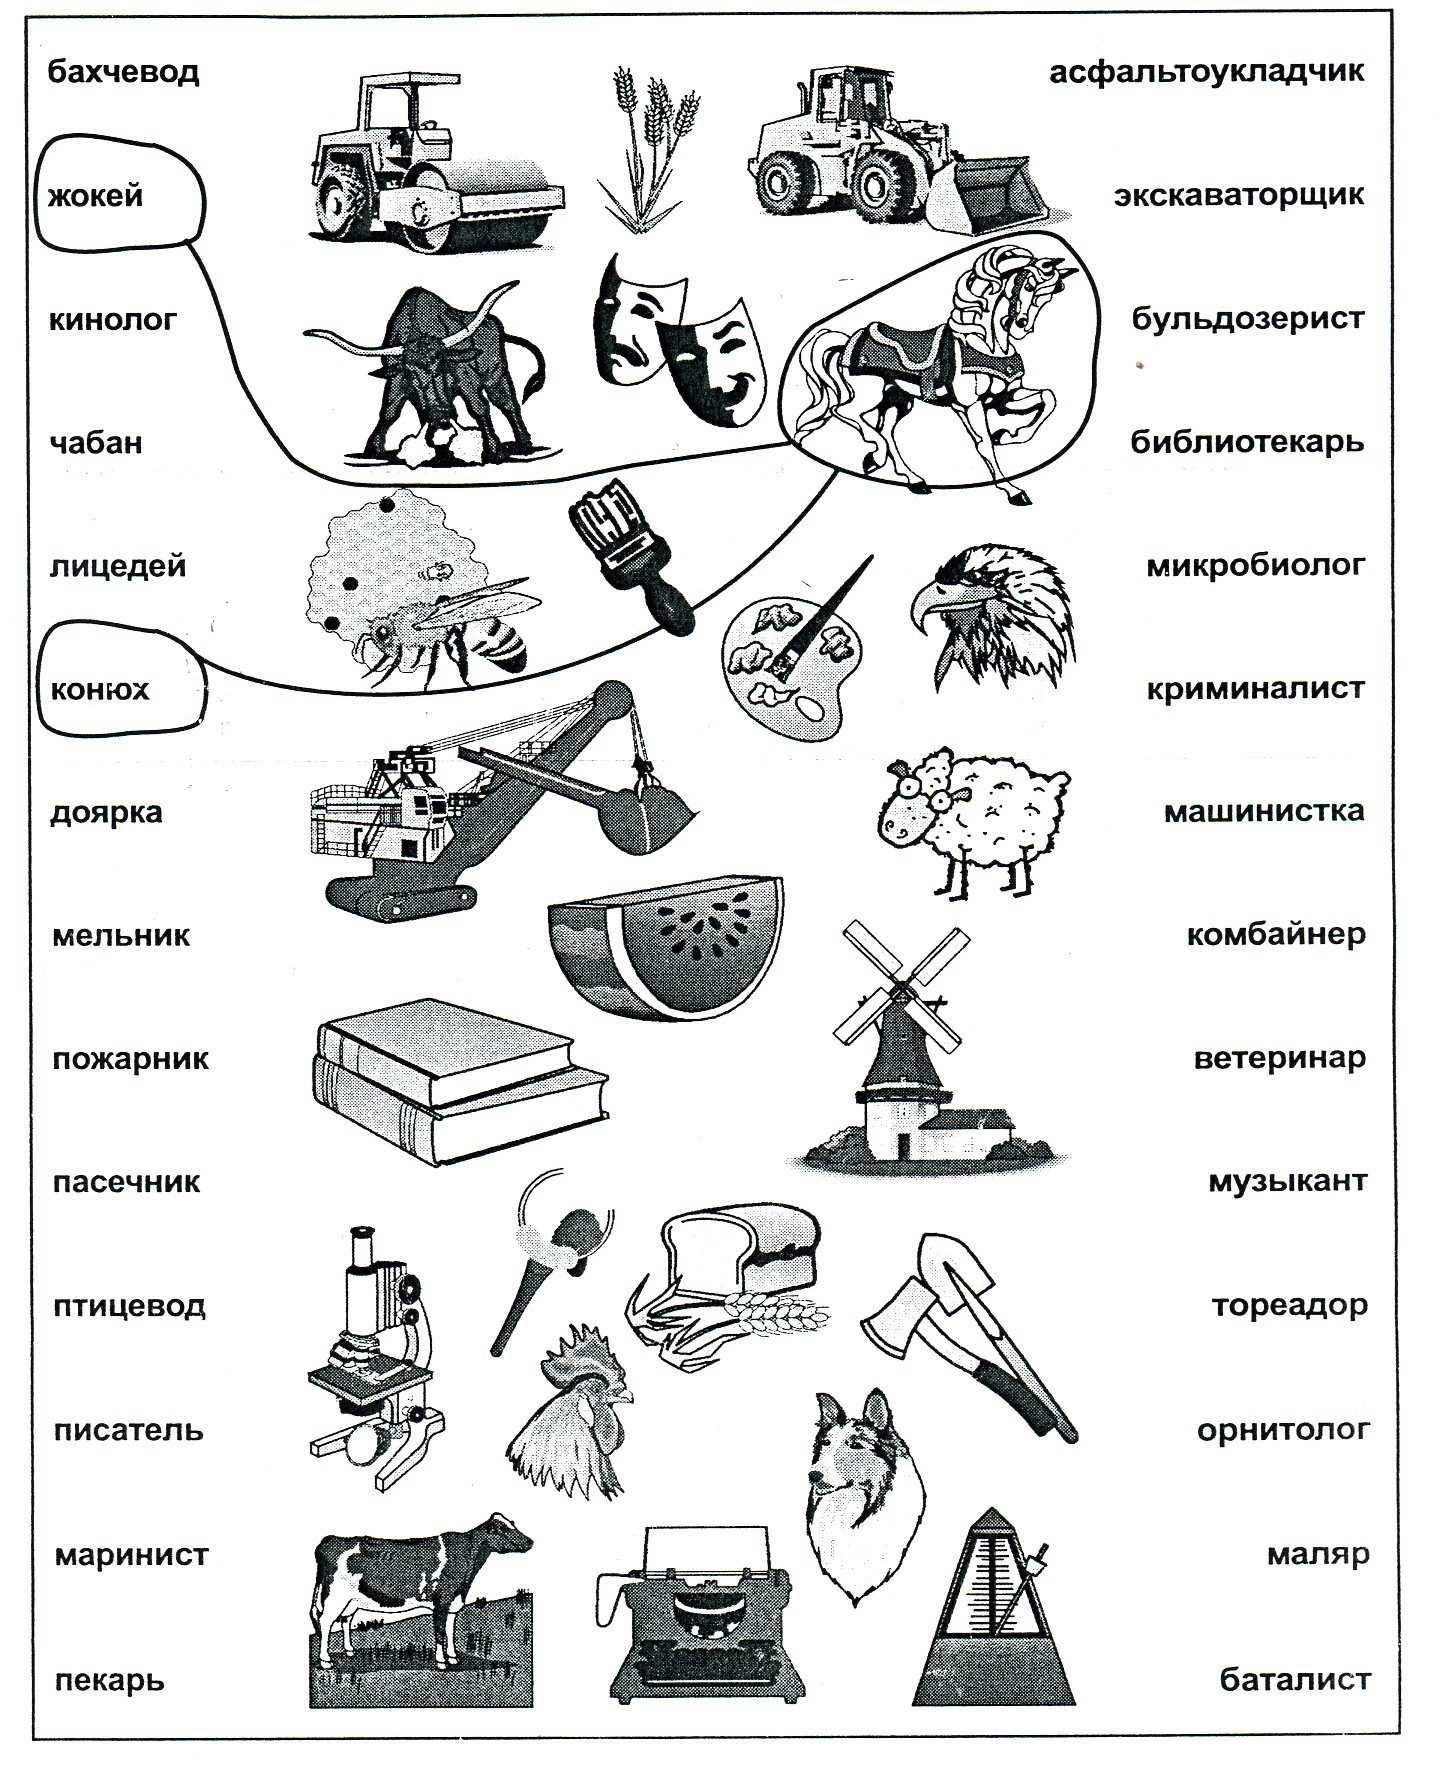 бахчевод
жокей
кинолог
чабан
лицедей
конюх
доярка
мельник
пожарник
пасечник
птицевод
писатель
маринист
пекарь
асфальтоукладчик
экскаваторщик
бульдозерист
библиотекарь
микробиолог
криминалист
машинистка
комбайнер
ветеринар
музыкант
тореадор
орнитолог
маляр
баталист